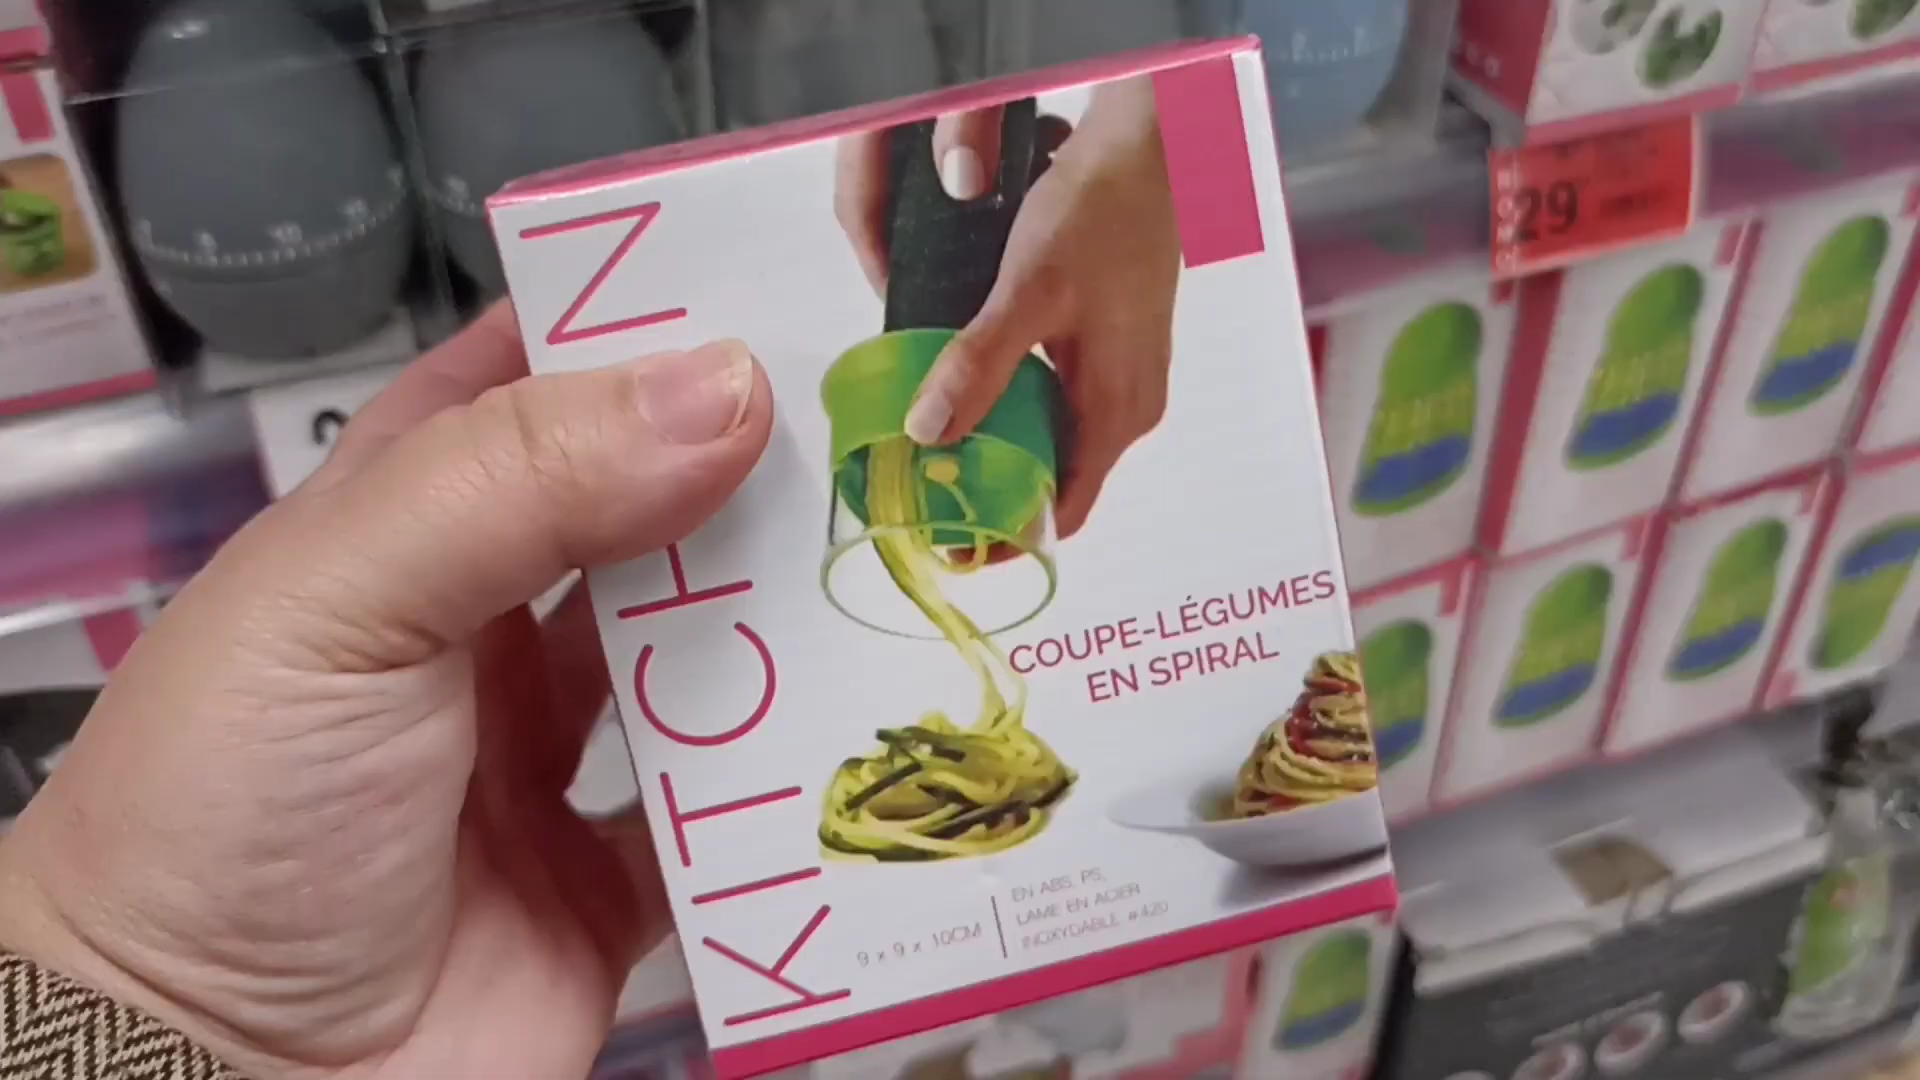 KITCHEN
COUPE-LÉGUMES
EN SPIRAL
9 x 9 x 10CM
EN ABS, PS,
LAME EN ACIER
INOXYDABLE #420
29